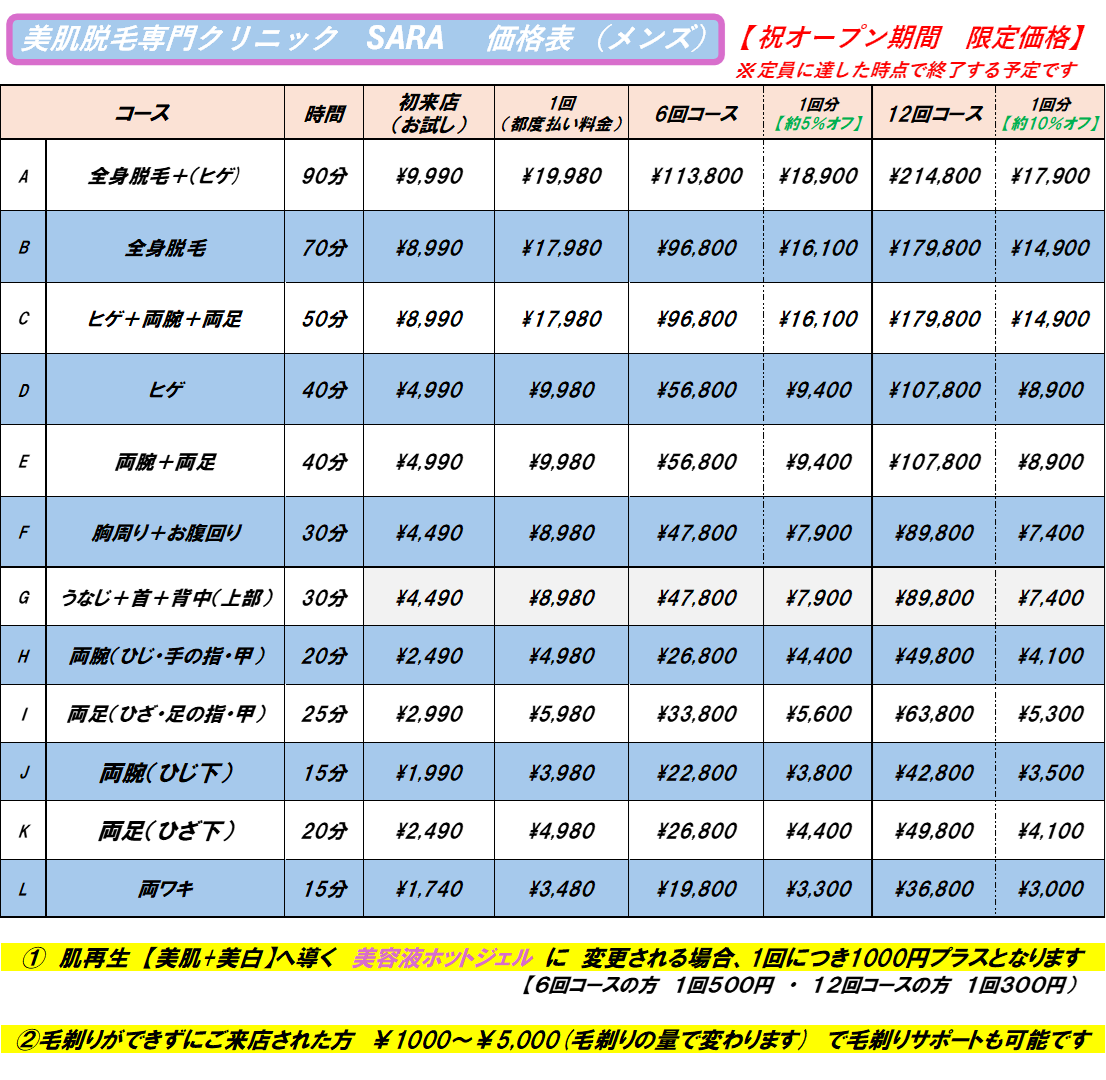 美肌脱毛専門クリニック SARA 価格表 (メンズ) 【祝オープン期間 限定価格】
※定員に達した時点で終了する予定です
コース 時間 初来店(お試し) 1回(都度払い料金) 6回コース 1回分【約5%オフ】 12回コース 1回分【約10%オフ】
A 全身脱毛+(ヒゲ) 90分 ¥9,990 ¥19,980 ¥113,800 ¥18,900 ¥214,800 ¥17,900
B 全身脱毛 70分 ¥8,990 ¥17,980 ¥96,800 ¥16,100 ¥179,800 ¥14,900
C ヒゲ+両腕+両足 50分 ¥8,990 ¥17,980 ¥96,800 ¥16,100 ¥179,800 ¥14,900
D ヒゲ 40分 ¥4,990 ¥9,980 ¥56,800 ¥9,400 ¥107,800 ¥8,900
E 両腕+両足 40分 ¥4,990 ¥9,980 ¥56,800 ¥9,400 ¥107,800 ¥8,900
F 胸周り+お腹回り 30分 ¥4,490 ¥8,980 ¥47,800 ¥7,900 ¥89,800 ¥7,400
G うなじ+首+背中(上部) 30分 ¥4,490 ¥8,980 ¥47,800 ¥7,900 ¥89,800 ¥7,400
H 両腕(ひじ・手の指・甲) 20分 ¥2,490 ¥4,980 ¥26,800 ¥4,400 ¥49,800 ¥4,100
I 両足(ひざ・足の指・甲) 25分 ¥2,990 ¥5,980 ¥33,800 ¥5,600 ¥63,800 ¥5,300
J 両腕(ひじ下) 15分 ¥1,990 ¥3,980 ¥22,800 ¥3,800 ¥42,800 ¥3,500
K 両足(ひざ下) 20分 ¥2,490 ¥4,980 ¥26,800 ¥4,400 ¥49,800 ¥4,100
L 両ワキ 15分 ¥1,740 ¥3,480 ¥19,800 ¥3,300 ¥36,800 ¥3,000
① 肌再生【美肌+美白】へ導く 美容液ホットジェル に 変更される場合、1回につき1000円プラスとなります
【6回コースの方 1回500円 ・ 12回コースの方 1回300円)
②毛剃りができずにご来店された方 ¥1000~¥5,000(毛剃りの量で変わります) で毛剃りサポートも可能です